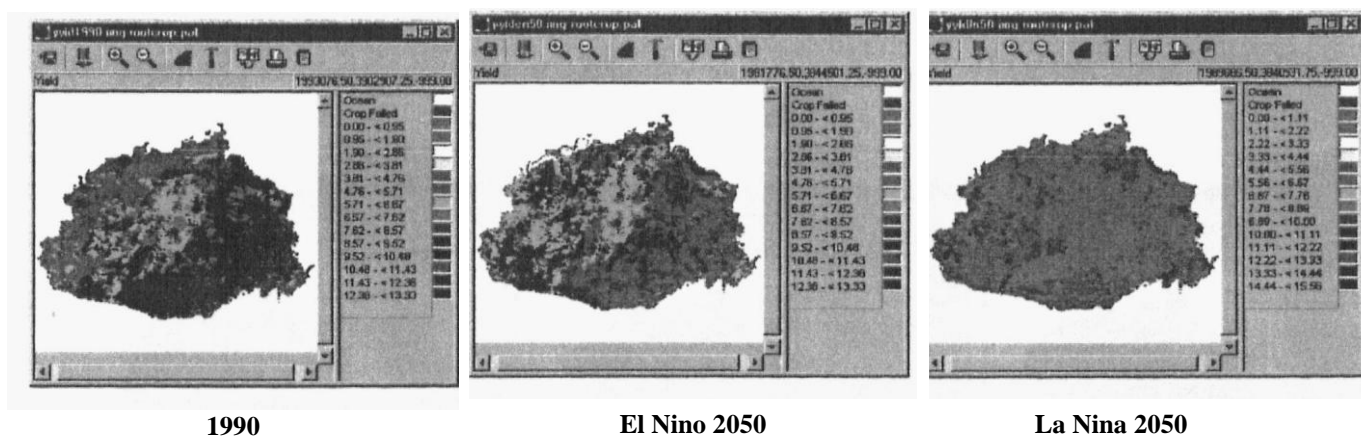 rootcrop.pal
Yield
Ocean
Crop Failed
0.00 - < 0.95
0.95 - < 1.90
1.90 - < 2.86
2.86 - < 3.81
3.81 - < 4.76
4.76 - < 5.71
5.71 - < 6.67
6.67 - < 7.62
7.62 - < 8.57
8.57 - < 9.52
9.52 - < 10.48
10.48 - < 11.43
11.43 - < 12.38
12.38 - < 13.33
1990
rootcrop.pal
Yield
Ocean
Crop Failed
0.00 - < 0.95
0.95 - < 1.90
1.90 - < 2.86
2.86 - < 3.81
3.81 - < 4.76
4.76 - < 5.71
5.71 - < 6.67
6.67 - < 7.62
7.62 - < 8.57
8.57 - < 9.52
9.52 - < 10.48
10.48 - < 11.43
11.43 - < 12.38
12.38 - < 13.33
El Nino 2050
rootcrop.pal
Yield
Ocean
Crop Failed
0.00 - < 1.11
1.11 - < 2.22
2.22 - < 3.33
3.33 - < 4.44
4.44 - < 5.56
5.56 - < 6.67
6.67 - < 7.78
7.78 - < 8.89
8.89 - < 10.00
10.00 - < 11.11
11.11 - < 12.22
12.22 - < 13.33
13.33 - < 14.44
14.44 - < 15.56
La Nina 2050